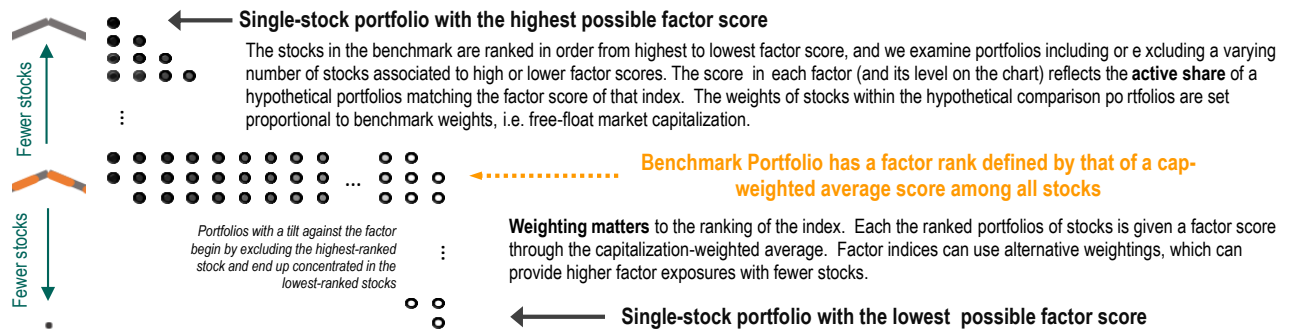 Single-stock portfolio with the highest possible factor score
The stocks in the benchmark are ranked in order from highest to lowest factor score, and we examine portfolios including or e xcluding a varying
number of stocks associated to high or lower factor scores. The score in each factor (and its level on the chart) reflects the active share of a
hypothetical portfolios matching the factor score of that index. The weights of stocks within the hypothetical comparison po rtfolios are set
proportional to benchmark weights, i.e. free-float market capitalization.
Fewer stocks
⋮
...
Benchmark Portfolio has a factor rank defined by that of a cap-
weighted average score among all stocks
Fewer stocks
Portfolios with a tilt against the factor
begin by excluding the highest-ranked
stock and end up concentrated in the
lowest-ranked stocks
⋮
Weighting matters to the ranking of the index. Each the ranked portfolios of stocks is given a factor score
through the capitalization-weighted average. Factor indices can use alternative weightings, which can
provide higher factor exposures with fewer stocks.
Single-stock portfolio with the lowest possible factor score